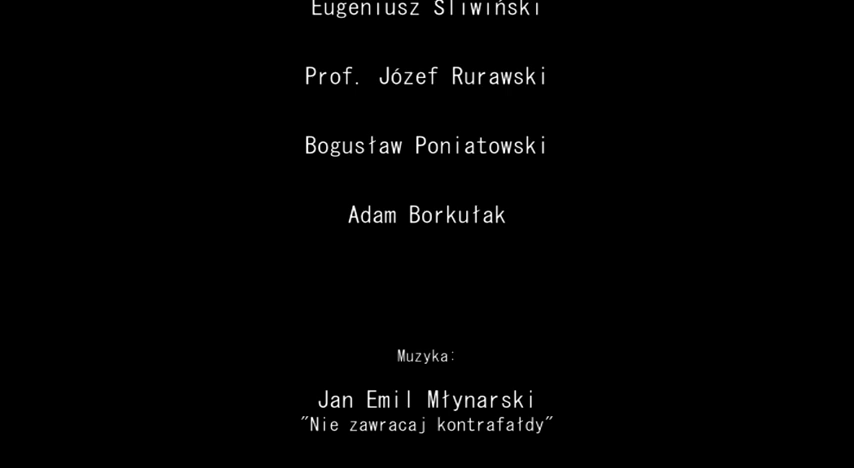 Eugeniusz Śliwiński
Prof. Józef Rurawski
Bogusław Poniatowski
Adam Borkułak
Muzyka:
Jan Emil Młynarski
"Nie zawracaj kontrafałdy"